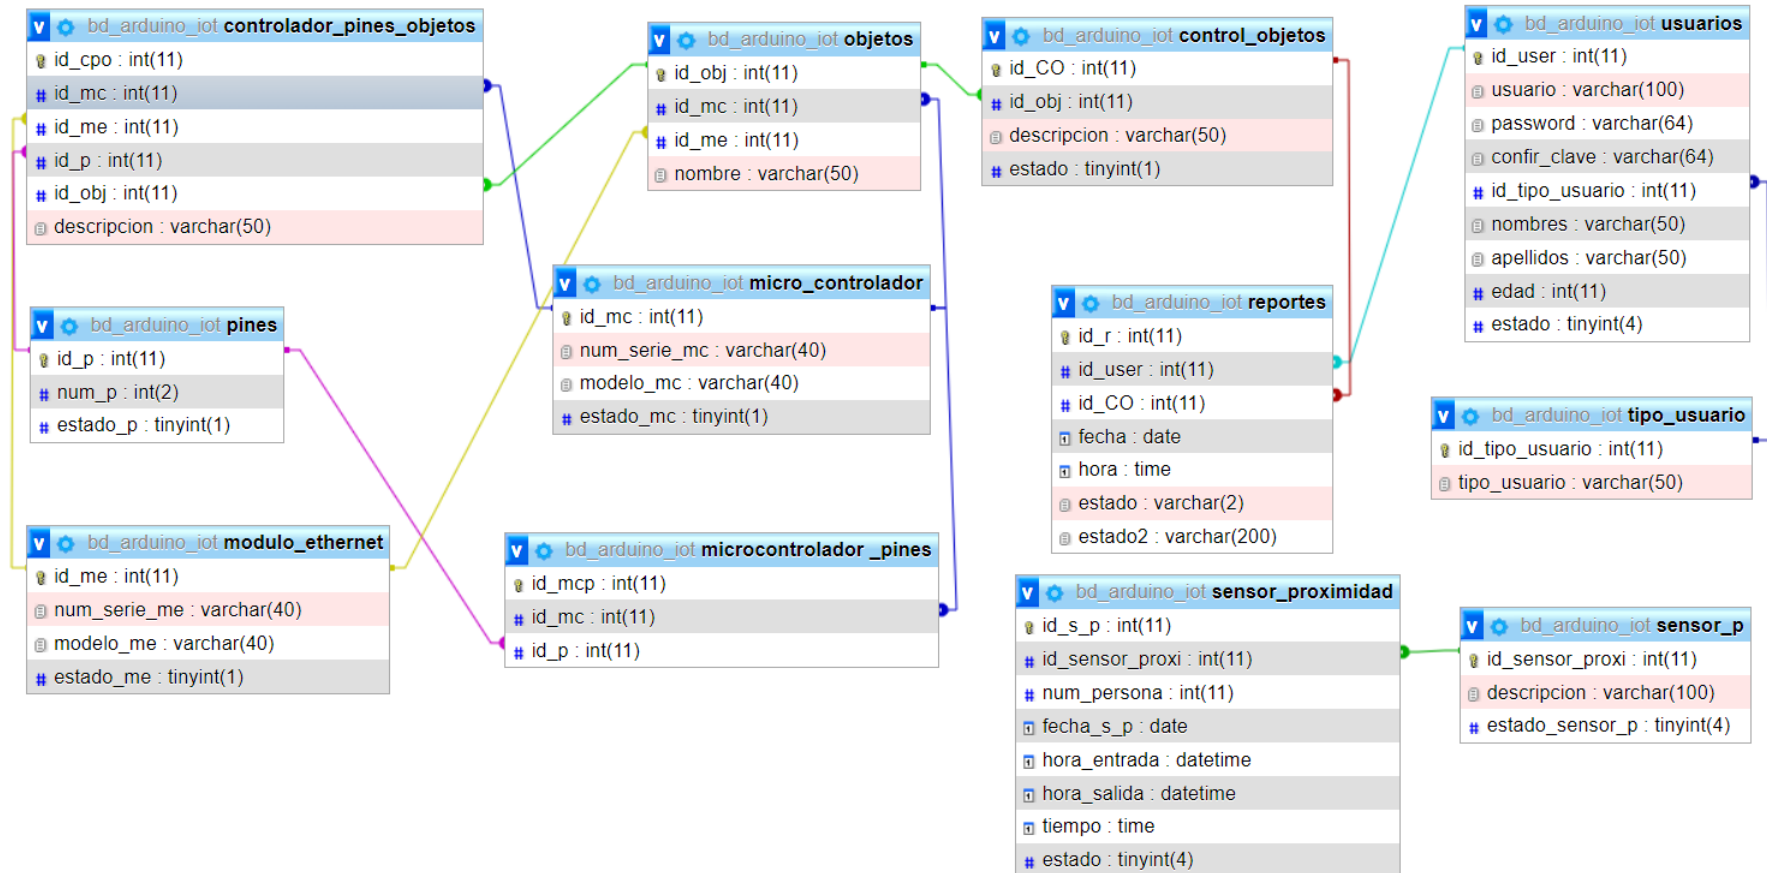 v bd_arduino_iot controlador_pines_objetos
id_cpo : int(11)
# id_mc : int(11)
# id_me : int(11)
# id_p : int(11)
# id_obj : int(11)
descripcion : varchar(50)
v bd_arduino_iot objetos
id_obj : int(11)
# id_mc : int(11)
# id_me : int(11)
nombre : varchar(50)
v bd_arduino_iot control_objetos
id_CO : int(11)
# id_obj : int(11)
descripcion : varchar(50)
# estado : tinyint(1)
v bd_arduino_iot usuarios
id_user : int(11)
usuario : varchar(100)
password : varchar(64)
confir_clave : varchar(64)
# id_tipo_usuario : int(11)
nombres : varchar(50)
apellidos : varchar(50)
# edad : int(11)
# estado : tinyint(4)
v bd_arduino_iot pines
id_p : int(11)
# num_p : int(2)
# estado_p : tinyint(1)
v bd_arduino_iot micro_controlador
id_mc : int(11)
num_serie_mc : varchar(40)
modelo_mc : varchar(40)
# estado_mc : tinyint(1)
v bd_arduino_iot reportes
id_r : int(11)
# id_user : int(11)
# id_CO : int(11)
fecha : date
hora : time
estado : varchar(2)
estado2 : varchar(200)
v bd_arduino_iot tipo_usuario
id_tipo_usuario : int(11)
tipo_usuario : varchar(50)
v bd_arduino_iot modulo_ethernet
id_me : int(11)
num_serie_me : varchar(40)
modelo_me : varchar(40)
# estado_me : tinyint(1)
v bd_arduino_iot microcontrolador _pines
id_mcp : int(11)
# id_mc : int(11)
# id_p : int(11)
v bd_arduino_iot sensor_proximidad
id_s_p : int(11)
# id_sensor_proxi : int(11)
# num_persona : int(11)
fecha_s_p : date
hora_entrada : datetime
hora_salida : datetime
tiempo : time
# estado : tinyint(4)
v bd_arduino_iot sensor_p
id_sensor_proxi : int(11)
descripcion : varchar(100)
# estado_sensor_p : tinyint(4)